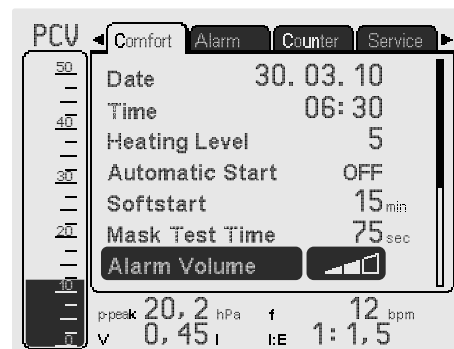 PCV
Comfort Alarm Counter Service
50
40
30
20
10
0
Date 30. 03. 10
Time 06:30
Heating Level 5
Automatic Start OFF
Softstart 15 min
Mask Test Time 75 sec
Alarm Volume
p-peak 20, 2 hPa f 12 bpm
V 0, 45 l I:E 1: 1, 5